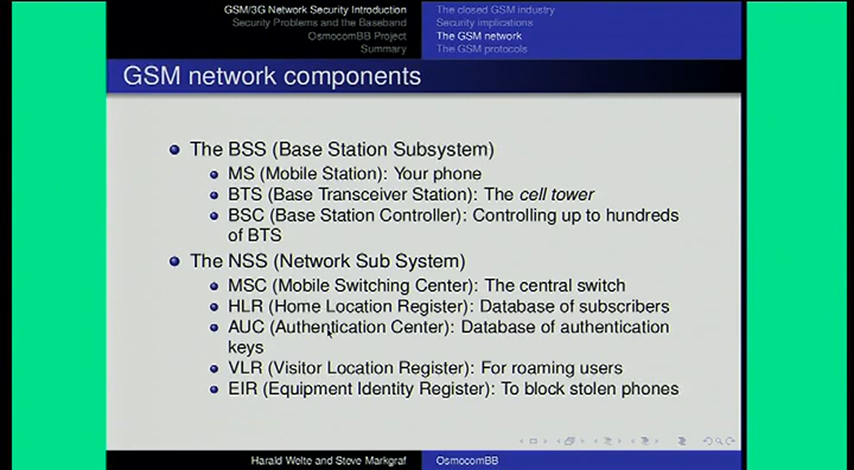 GSM/3G Network Security Introduction
Security Problems and the Baseband
OsmocomBB Project
Summary
The closed GSM industry
Security implications
The GSM network
The GSM protocols
GSM network components
The BSS (Base Station Subsystem)
MS (Mobile Station): Your phone
BTS (Base Transceiver Station): The cell tower
BSC (Base Station Controller): Controlling up to hundreds
of BTS
The NSS (Network Sub System)
MSC (Mobile Switching Center): The central switch
HLR (Home Location Register): Database of subscribers
AUC (Authentication Center): Database of authentication
keys
VLR (Visitor Location Register): For roaming users
EIR (Equipment Identity Register): To block stolen phones
Harald Welte and Steve Markgraf
OsmocomBB